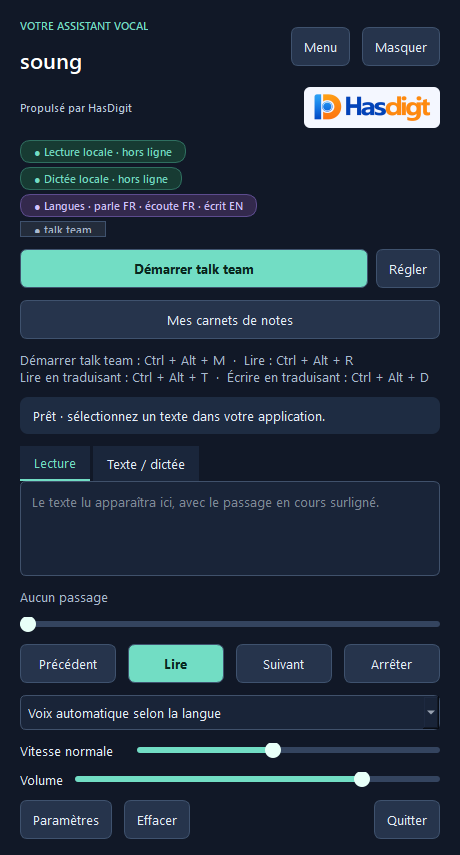 VOTRE ASSISTANT VOCAL
soung
Menu
Masquer
Propulsé par HasDigit
Hasdigit
● Lecture locale · hors ligne
● Dictée locale · hors ligne
● Langues · parle FR · écoute FR · écrit EN
● talk team
Démarrer talk team
Régler
Mes carnets de notes
Démarrer talk team : Ctrl + Alt + M · Lire : Ctrl + Alt + R
Lire en traduisant : Ctrl + Alt + T · Écrire en traduisant : Ctrl + Alt + D
Prêt · sélectionnez un texte dans votre application.
Lecture
Texte / dictée
Le texte lu apparaîtra ici, avec le passage en cours surligné.
Aucun passage
Précédent
Lire
Suivant
Arrêter
Voix automatique selon la langue
Vitesse normale
Volume
Paramètres
Effacer
Quitter